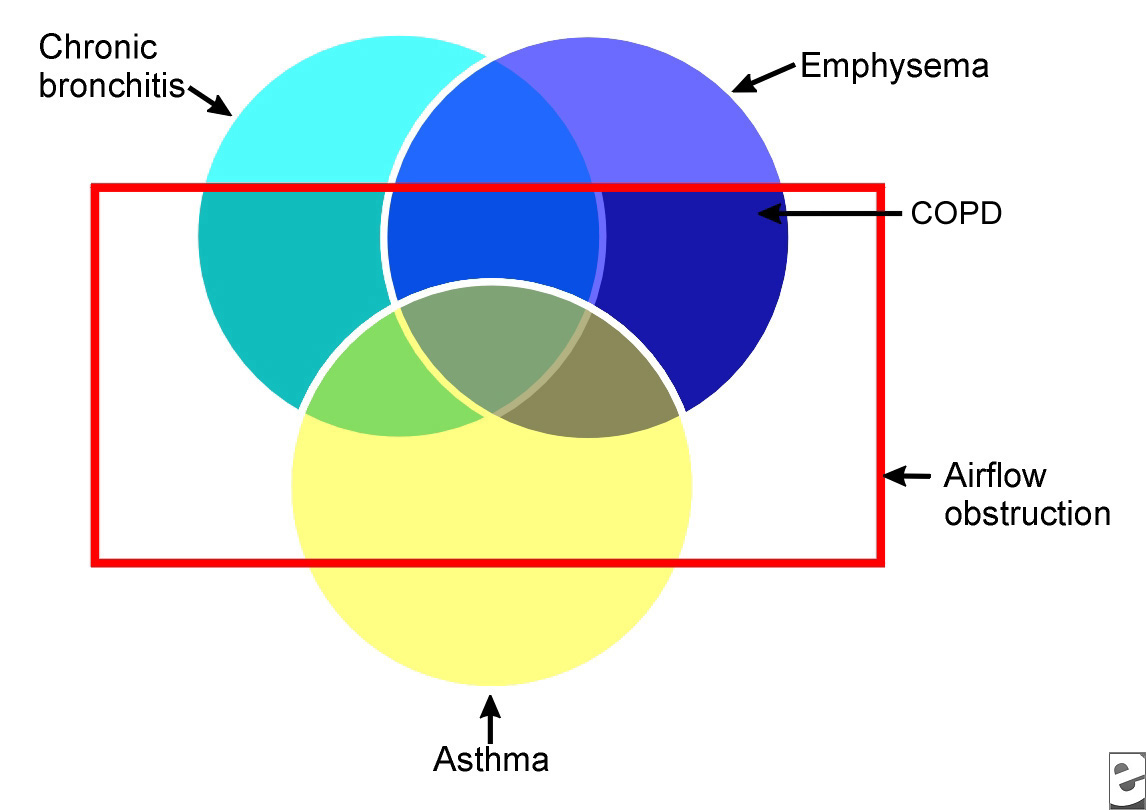 Chronic
bronchitis
Emphysema
COPD
Airflow
obstruction
Asthma